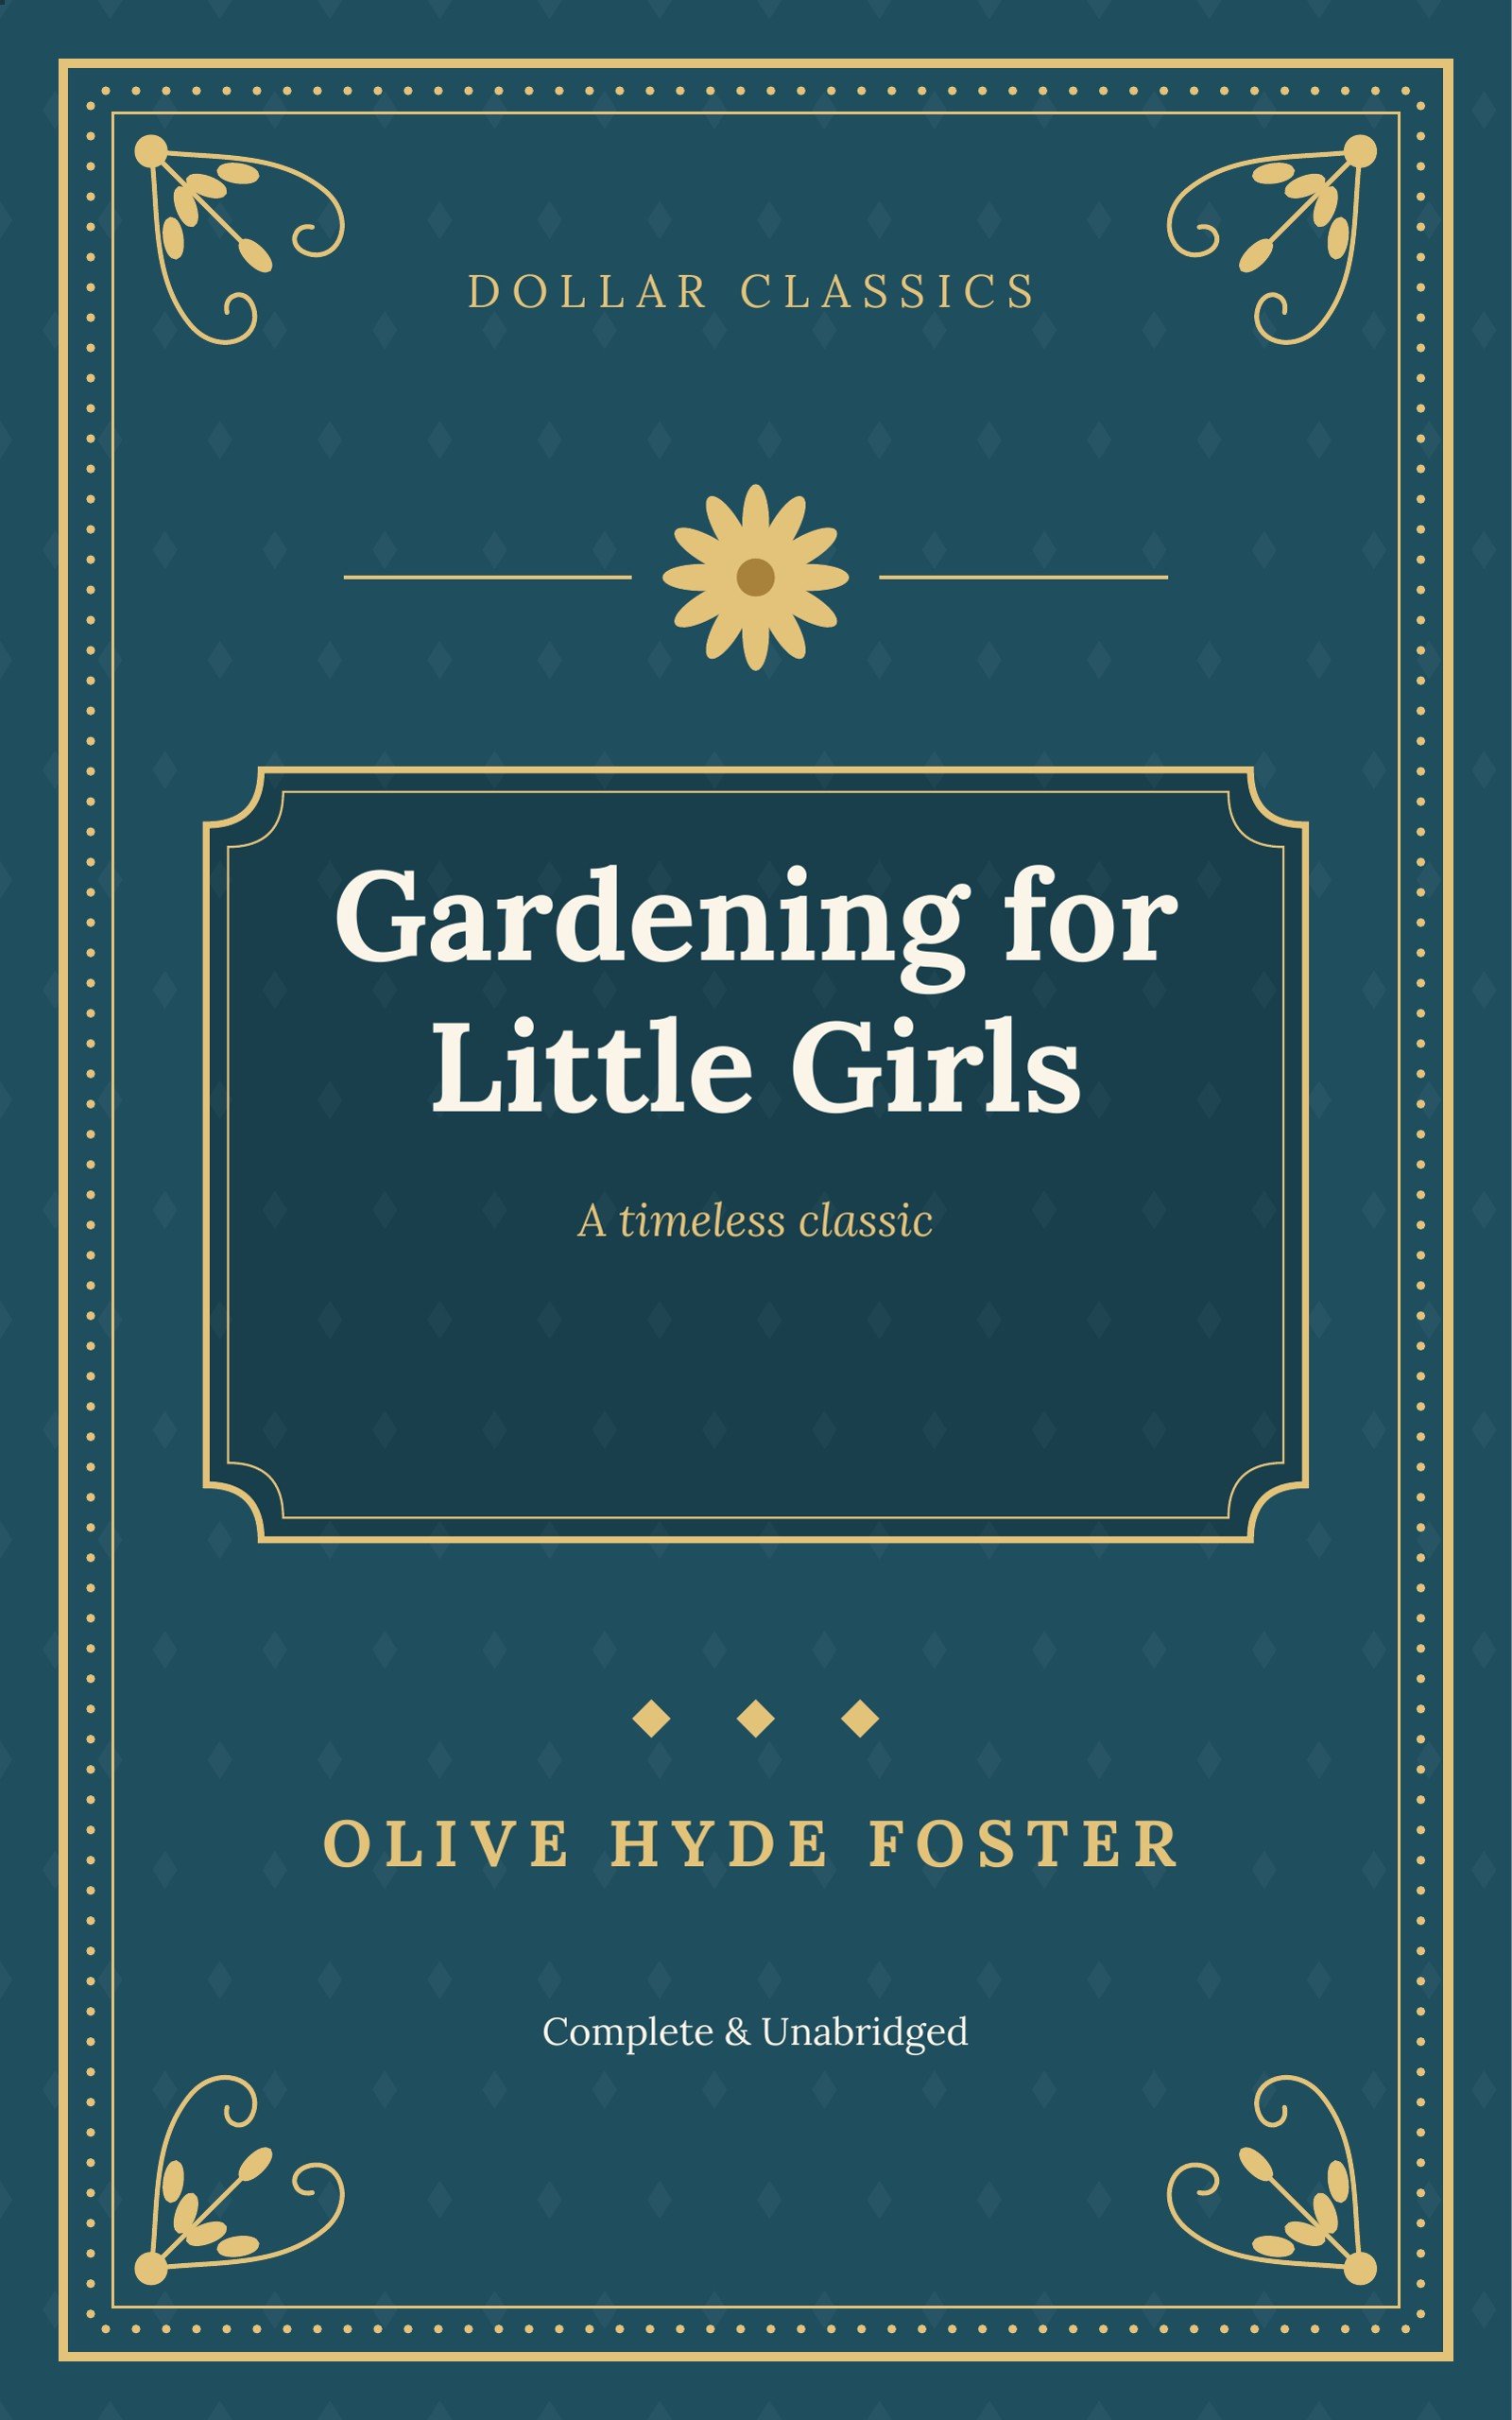 DOLLAR CLASSICS
Gardening for
Little Girls
A timeless classic
OLIVE HYDE FOSTER
Complete & Unabridged